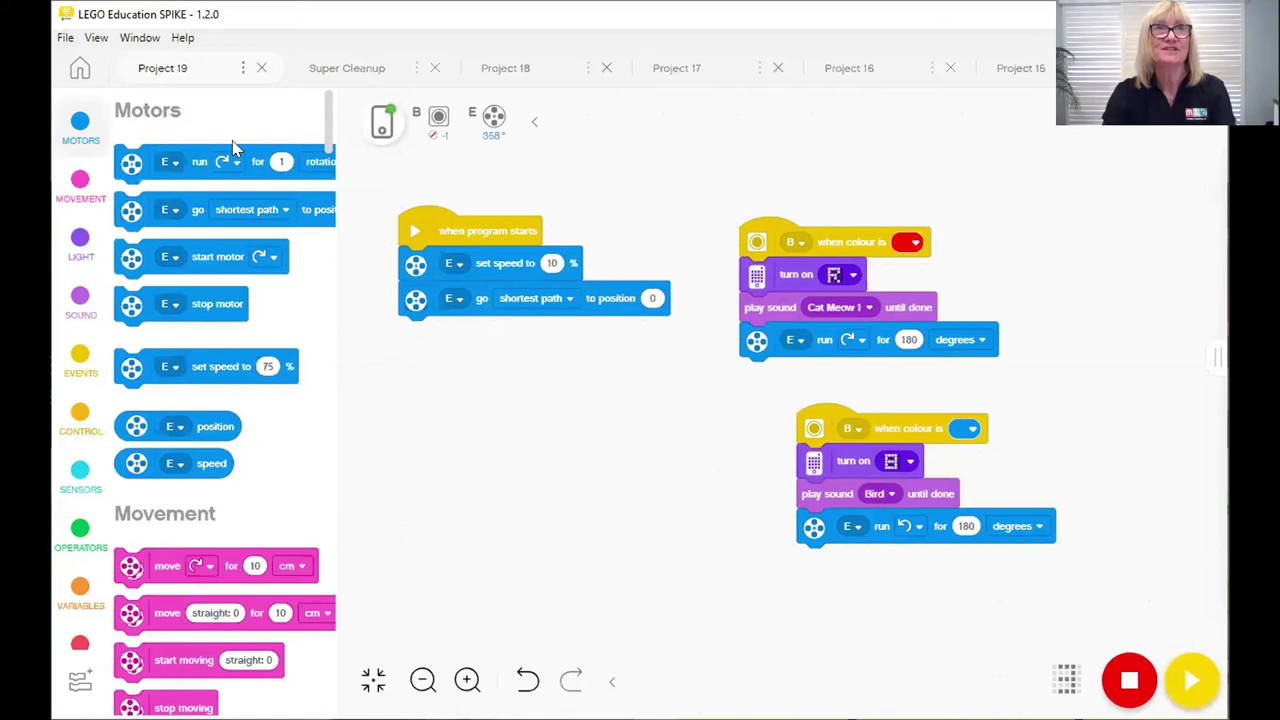 LEGO Education SPIKE - 1.2.0
File View Window Help
Project 19
Super Cleanup
Project 18
Project 17
Project 16
Project 15
MOTORS
MOVEMENT
LIGHT
SOUND
EVENTS
CONTROL
SENSORS
OPERATORS
VARIABLES
Motors
E run for 1 rotatio
E go shortest path to posit
E start motor
E stop motor
E set speed to 75 %
E position
E speed
Movement
move for 10 cm
move straight: 0 for 10 cm
start moving straight: 0
stop moving
B -1
E 358°
when program starts
E set speed to 10 %
E go shortest path to position 0
B when colour is
turn on R
play sound Cat Meow 1 until done
E run for 180 degrees
B when colour is
turn on B
play sound Bird until done
E run for 180 degrees